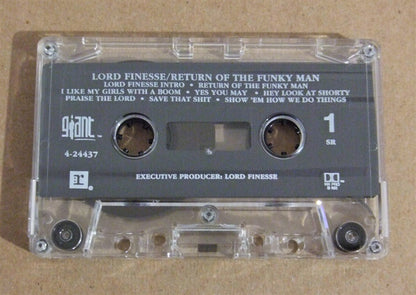 LORD FINESSE/RETURN OF THE FUNKY MAN
LORD FINESSE INTRO • RETURN OF THE FUNKY MAN
I LIKE MY GIRLS WITH A BOOM • YES YOU MAY • HEY LOOK AT SHORTY
PRAISE THE LORD • SAVE THAT SHIT • SHOW 'EM HOW WE DO THINGS
giant™
4-24437
1
SR
r
EXECUTIVE PRODUCER: LORD FINESSE